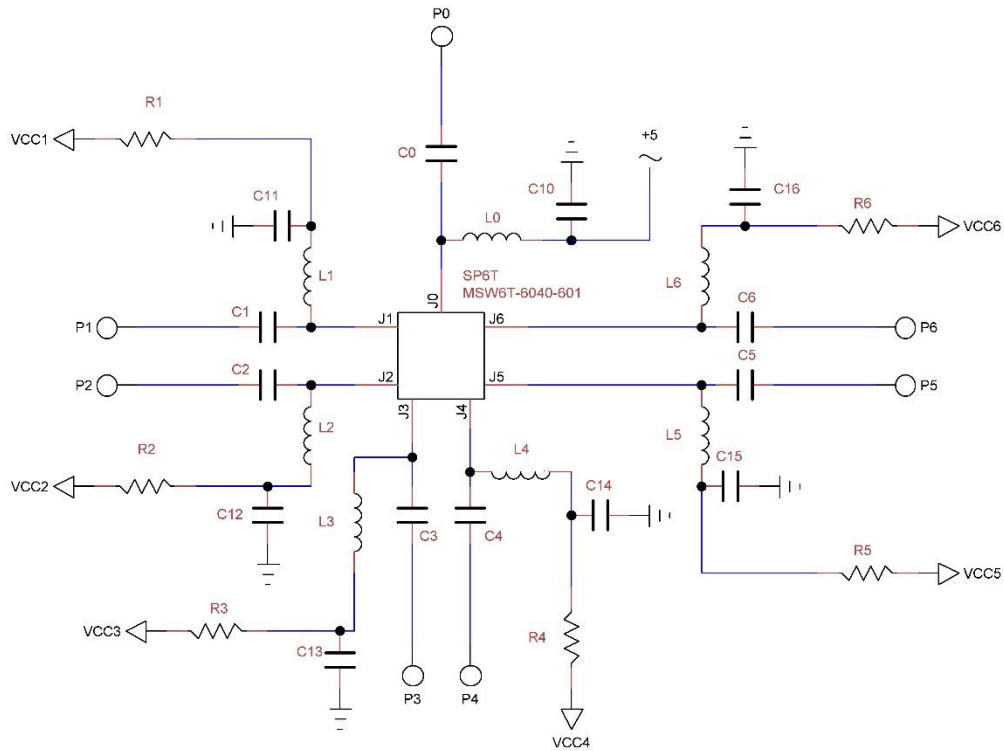 P0
R1
VCC1
C0
+5
C11
C10
C16
L0
R6
VCC6
L1
SP6T
MSW6T-6040-601
L6
J0
C1
C6
P1
J1
J6
P6
C2
C5
P2
J2
J5
P5
J3
J4
L2
L4
L5
R2
C15
VCC2
C14
C12
L3
C3
C4
R5
VCC5
R3
VCC3
R4
C13
P3
P4
VCC4